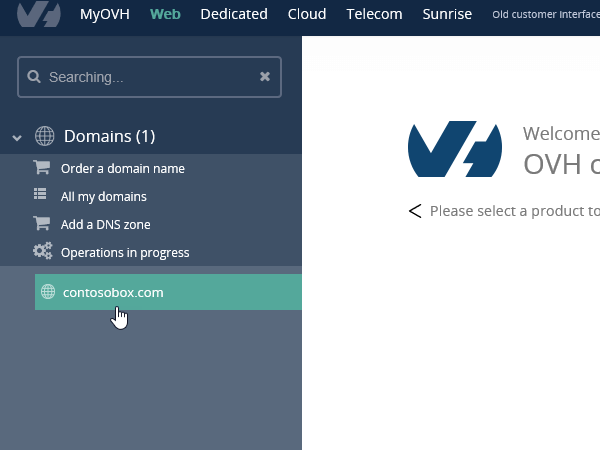 MyOVH Web Dedicated Cloud Telecom Sunrise Old customer Interface
Searching...
Domains (1)
Order a domain name
All my domains
Add a DNS zone
Operations in progress
contosobox.com
Welcome
OVH c
Please select a product to